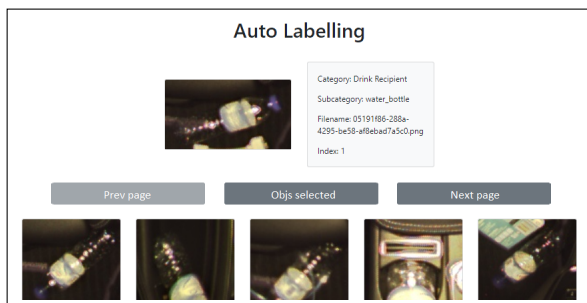 Auto Labelling
Category: Drink Recipient
Subcategory: water_bottle
Filename: 05191f86-288a-
4295-be58-af8ebad7a5c0.png
Index: 1
Prev page
Objs selected
Next page